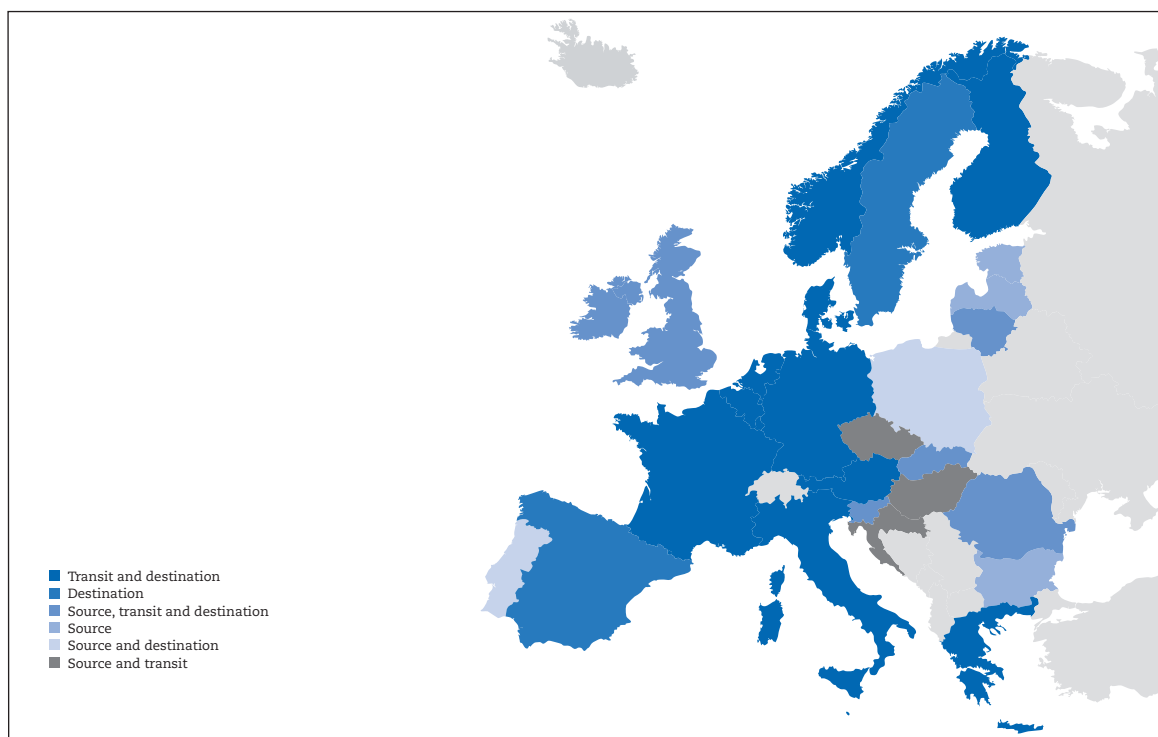 Transit and destination
Destination
Source, transit and destination
Source
Source and destination
Source and transit